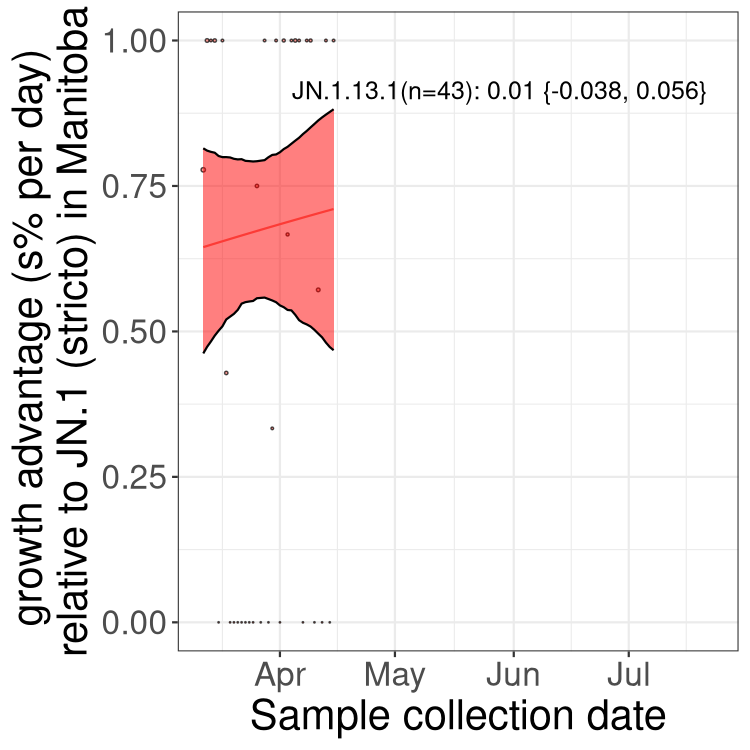 growth advantage (s% per day)
relative to JN.1 (stricto) in Manitoba
1.00
0.75
0.50
0.25
0.00
JN.1.13.1(n=43): 0.01 {-0.038, 0.056}
Apr May Jun Jul
Sample collection date